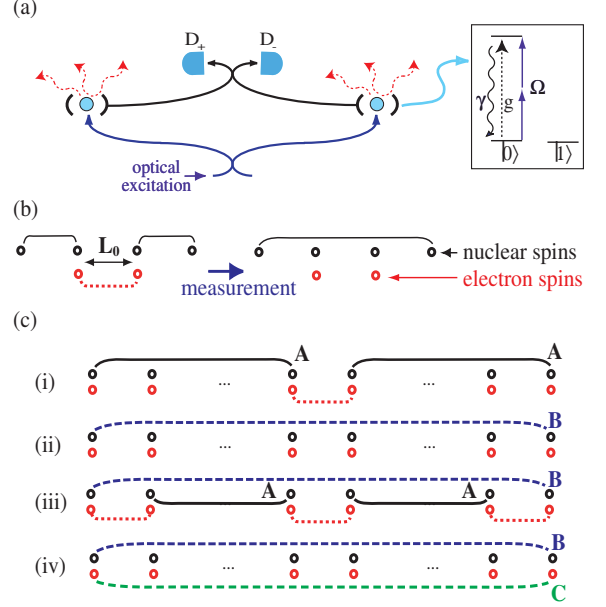 (a)
D₊ D₋
γ g Ω
|0⟩ |1⟩
optical
excitation
(b)
L₀
nuclear spins
electron spins
measurement
(c)
A A
(i) ... ...
B
(ii) ... ...
B
(iii) A A
... ...
B
(iv) ... ...
C